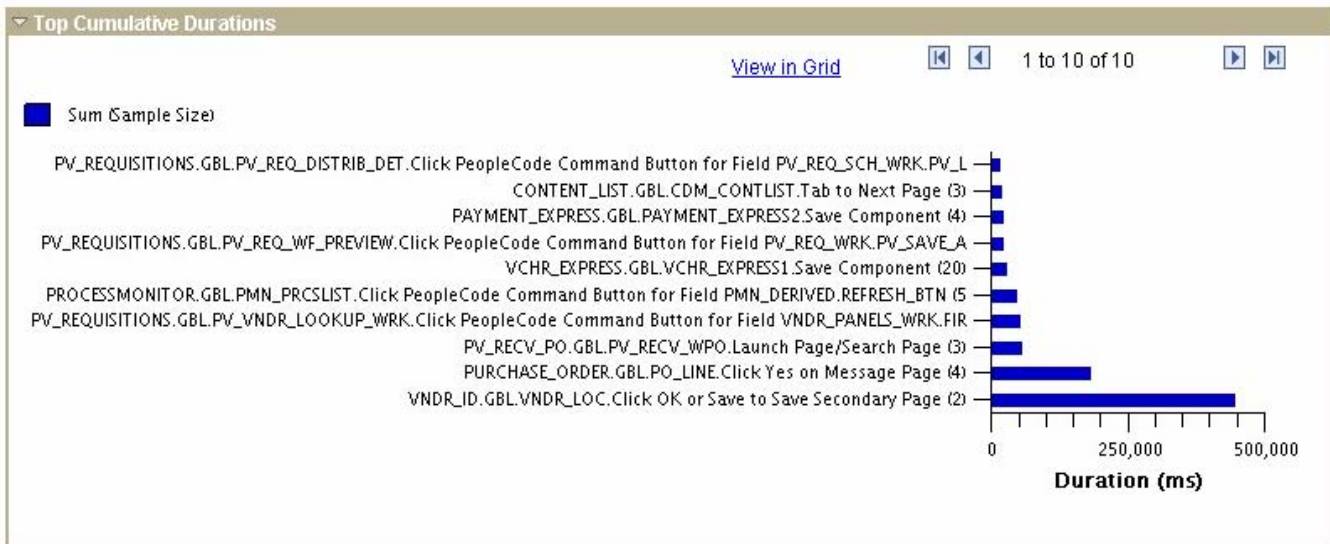 Top Cumulative Durations
View in Grid
1 to 10 of 10
Sum (Sample Size)
PV_REQUISITIONS.GBL.PV_REQ_DISTRIB_DET.Click PeopleCode Command Button for Field PV_REQ_SCH_WRK.PV_L
CONTENT_LIST.GBL.CDM_CONTLIST.Tab to Next Page (3)
PAYMENT_EXPRESS.GBL.PAYMENT_EXPRESS2.Save Component (4)
PV_REQUISITIONS.GBL.PV_REQ_WF_PREVIEW.Click PeopleCode Command Button for Field PV_REQ_WRK.PV_SAVE_A
VCHR_EXPRESS.GBL.VCHR_EXPRESS1.Save Component (20)
PROCESSMONITOR.GBL.PMN_PRCSLIST.Click PeopleCode Command Button for Field PMN_DERIVED.REFRESH_BTN (5
PV_REQUISITIONS.GBL.PV_VNDR_LOOKUP_WRK.Click PeopleCode Command Button for Field VNDR_PANELS_WRK.FIR
PV_RECV_PO.GBL.PV_RECV_WPO.Launch Page/Search Page (3)
PURCHASE_ORDER.GBL.PO_LINE.Click Yes on Message Page (4)
VNDR_ID.GBL.VNDR_LOC.Click OK or Save to Save Secondary Page (2)
0 250,000 500,000
Duration (ms)